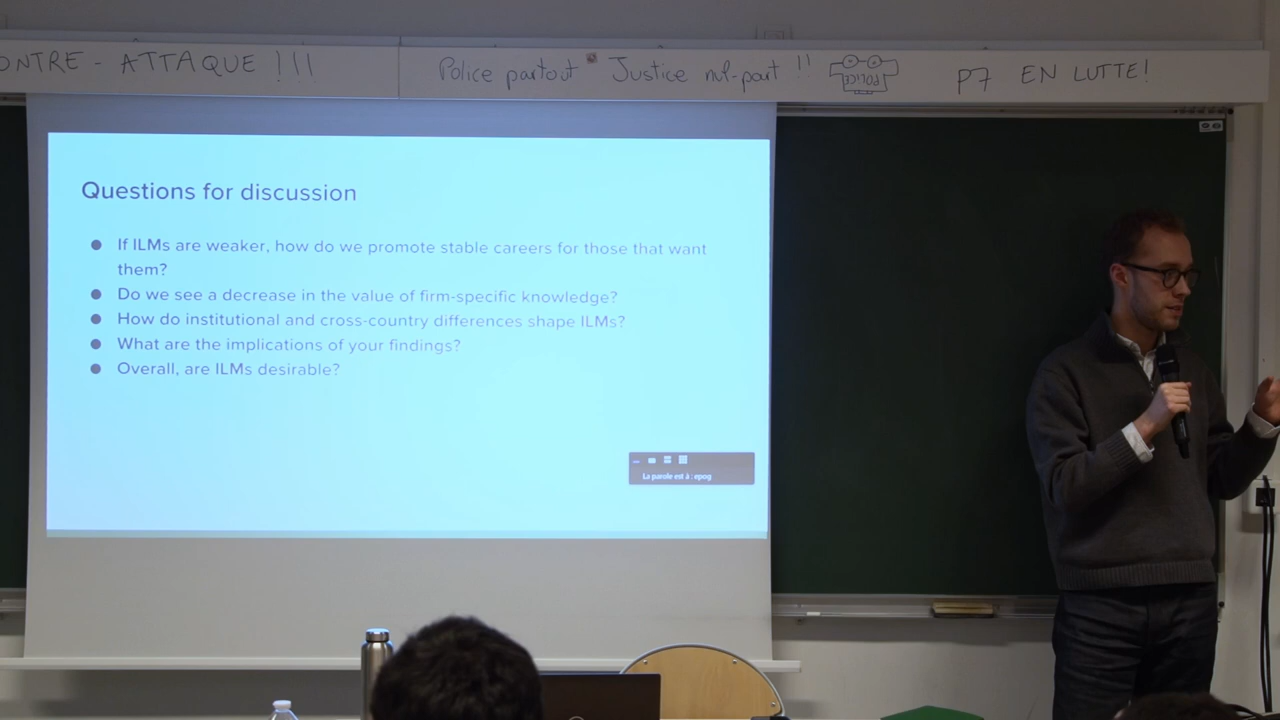 ONTRE - ATTAQUE !!!
Police partout Justice nul-part !!
POLICE
P7 EN LUTTE!
Questions for discussion
● If ILMs are weaker, how do we promote stable careers for those that want
them?
● Do we see a decrease in the value of firm-specific knowledge?
● How do institutional and cross-country differences shape ILMs?
● What are the implications of your findings?
● Overall, are ILMs desirable?
La parole est à : epog